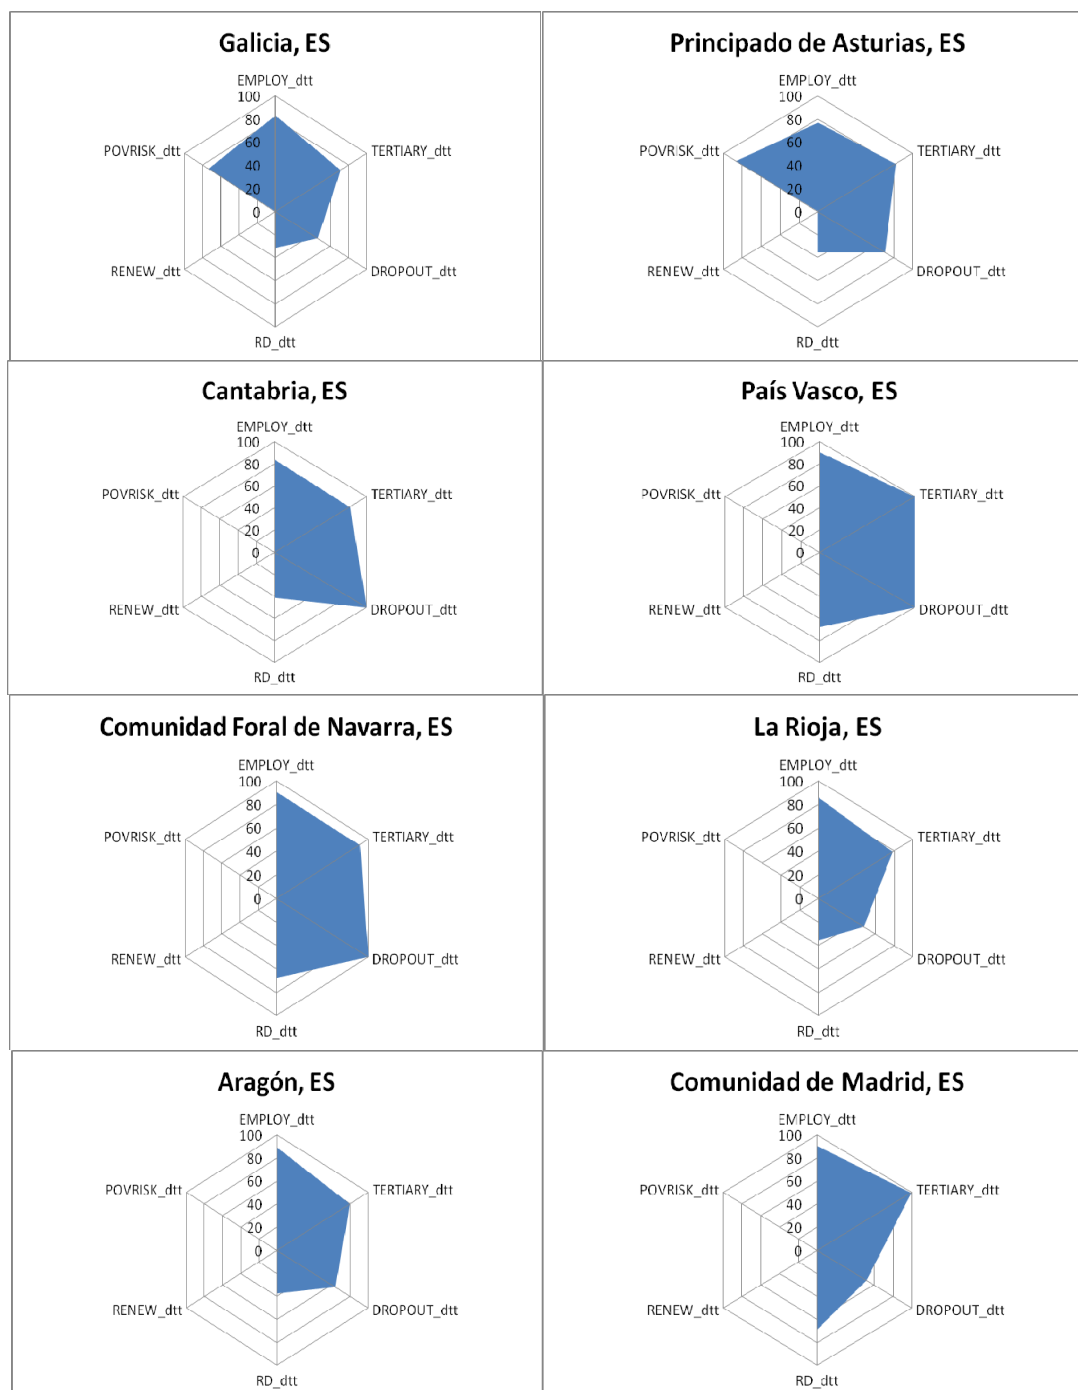 Galicia, ES
EMPLOY_dtt
100
80
60
40
20
0
TERTIARY_dtt
DROPOUT_dtt
RD_dtt
RENEW_dtt
POVRISK_dtt
Principado de Asturias, ES
EMPLOY_dtt
100
80
60
40
20
0
TERTIARY_dtt
DROPOUT_dtt
RD_dtt
RENEW_dtt
POVRISK_dtt
Cantabria, ES
EMPLOY_dtt
100
80
60
40
20
0
TERTIARY_dtt
DROPOUT_dtt
RD_dtt
RENEW_dtt
POVRISK_dtt
País Vasco, ES
EMPLOY_dtt
100
80
60
40
20
0
TERTIARY_dtt
DROPOUT_dtt
RD_dtt
RENEW_dtt
POVRISK_dtt
Comunidad Foral de Navarra, ES
EMPLOY_dtt
100
80
60
40
20
0
TERTIARY_dtt
DROPOUT_dtt
RD_dtt
RENEW_dtt
POVRISK_dtt
La Rioja, ES
EMPLOY_dtt
100
80
60
40
20
0
TERTIARY_dtt
DROPOUT_dtt
RD_dtt
RENEW_dtt
POVRISK_dtt
Aragón, ES
EMPLOY_dtt
100
80
60
40
20
0
TERTIARY_dtt
DROPOUT_dtt
RD_dtt
RENEW_dtt
POVRISK_dtt
Comunidad de Madrid, ES
EMPLOY_dtt
100
80
60
40
20
0
TERTIARY_dtt
DROPOUT_dtt
RD_dtt
RENEW_dtt
POVRISK_dtt